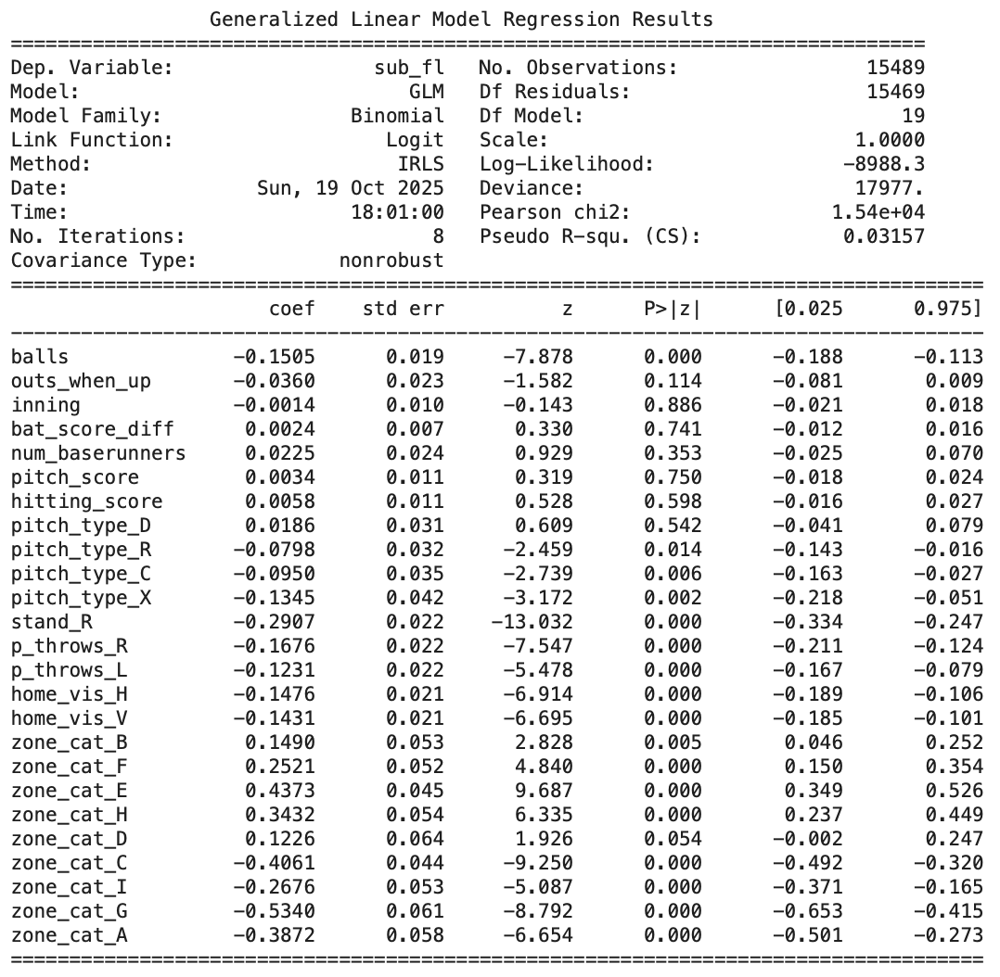 Generalized Linear Model Regression Results
==============================================================================
Dep. Variable: sub_fl No. Observations: 15489
Model: GLM Df Residuals: 15469
Model Family: Binomial Df Model: 19
Link Function: Logit Scale: 1.0000
Method: IRLS Log-Likelihood: -8988.3
Date: Sun, 19 Oct 2025 Deviance: 17977.
Time: 18:01:00 Pearson chi2: 1.54e+04
No. Iterations: 8 Pseudo R-squ. (CS): 0.03157
Covariance Type: nonrobust
===================================================================================
coef std err z P>|z| [0.025 0.975]
-----------------------------------------------------------------------------------
balls -0.1505 0.019 -7.878 0.000 -0.188 -0.113
outs_when_up -0.0360 0.023 -1.582 0.114 -0.081 0.009
inning -0.0014 0.010 -0.143 0.886 -0.021 0.018
bat_score_diff 0.0024 0.007 0.330 0.741 -0.012 0.016
num_baserunners 0.0225 0.024 0.929 0.353 -0.025 0.070
pitch_score 0.0034 0.011 0.319 0.750 -0.018 0.024
hitting_score 0.0058 0.011 0.528 0.598 -0.016 0.027
pitch_type_D 0.0186 0.031 0.609 0.542 -0.041 0.079
pitch_type_R -0.0798 0.032 -2.459 0.014 -0.143 -0.016
pitch_type_C -0.0950 0.035 -2.739 0.006 -0.163 -0.027
pitch_type_X -0.1345 0.042 -3.172 0.002 -0.218 -0.051
stand_R -0.2907 0.022 -13.032 0.000 -0.334 -0.247
p_throws_R -0.1676 0.022 -7.547 0.000 -0.211 -0.124
p_throws_L -0.1231 0.022 -5.478 0.000 -0.167 -0.079
home_vis_H -0.1476 0.021 -6.914 0.000 -0.189 -0.106
home_vis_V -0.1431 0.021 -6.695 0.000 -0.185 -0.101
zone_cat_B 0.1490 0.053 2.828 0.005 0.046 0.252
zone_cat_F 0.2521 0.052 4.840 0.000 0.150 0.354
zone_cat_E 0.4373 0.045 9.687 0.000 0.349 0.526
zone_cat_H 0.3432 0.054 6.335 0.000 0.237 0.449
zone_cat_D 0.1226 0.064 1.926 0.054 -0.002 0.247
zone_cat_C -0.4061 0.044 -9.250 0.000 -0.492 -0.320
zone_cat_I -0.2676 0.053 -5.087 0.000 -0.371 -0.165
zone_cat_G -0.5340 0.061 -8.792 0.000 -0.653 -0.415
zone_cat_A -0.3872 0.058 -6.654 0.000 -0.501 -0.273
===================================================================================